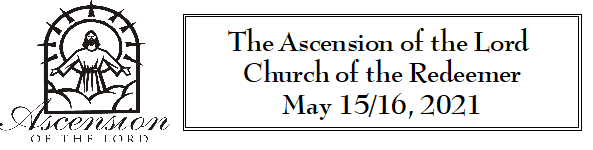 Ascension
OF THE LORD
The Ascension of the Lord
Church of the Redeemer
May 15/16, 2021